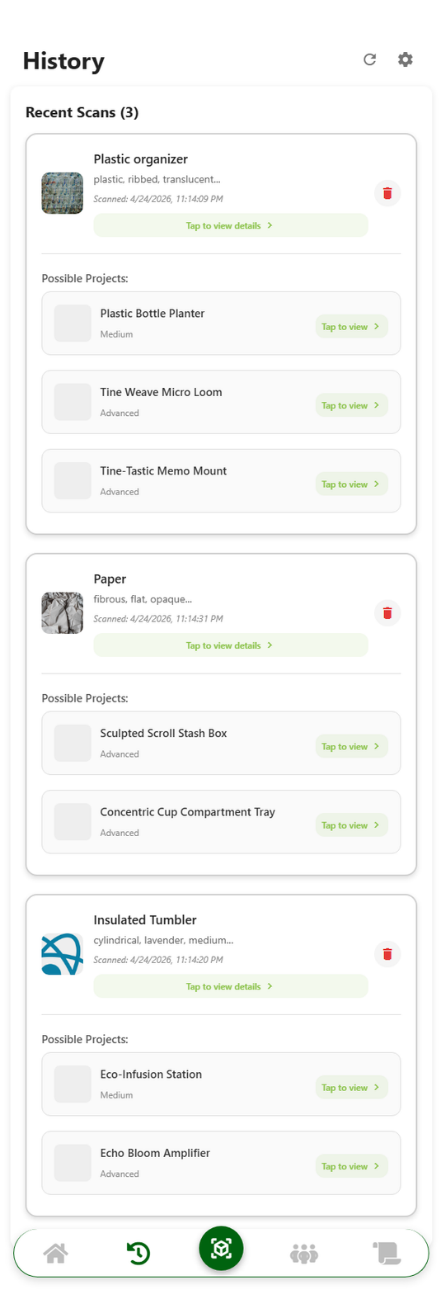 History
Recent Scans (3)
Plastic organizer
plastic, ribbed, translucent...
Scanned: 4/24/2026, 11:14:09 PM
Tap to view details
Possible Projects:
Plastic Bottle Planter
Medium
Tap to view
Tine Weave Micro Loom
Advanced
Tap to view
Tine-Tastic Memo Mount
Advanced
Tap to view
Paper
fibrous, flat, opaque...
Scanned: 4/24/2026, 11:14:31 PM
Tap to view details
Possible Projects:
Sculpted Scroll Stash Box
Advanced
Tap to view
Concentric Cup Compartment Tray
Advanced
Tap to view
Insulated Tumbler
cylindrical, lavender, medium...
Scanned: 4/24/2026, 11:14:20 PM
Tap to view details
Possible Projects:
Eco-Infusion Station
Medium
Tap to view
Echo Bloom Amplifier
Advanced
Tap to view